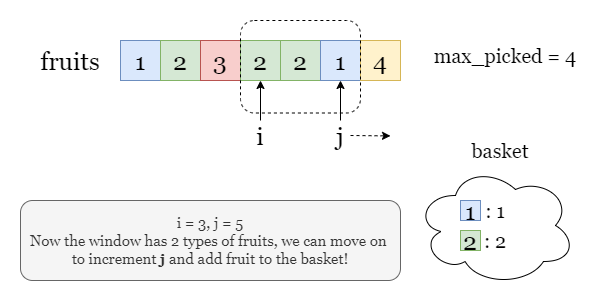 fruits 1 2 3 2 2 1 4 max_picked = 4
i j
basket
1 : 1
2 : 2
i = 3, j = 5
Now the window has 2 types of fruits, we can move on
to increment j and add fruit to the basket!